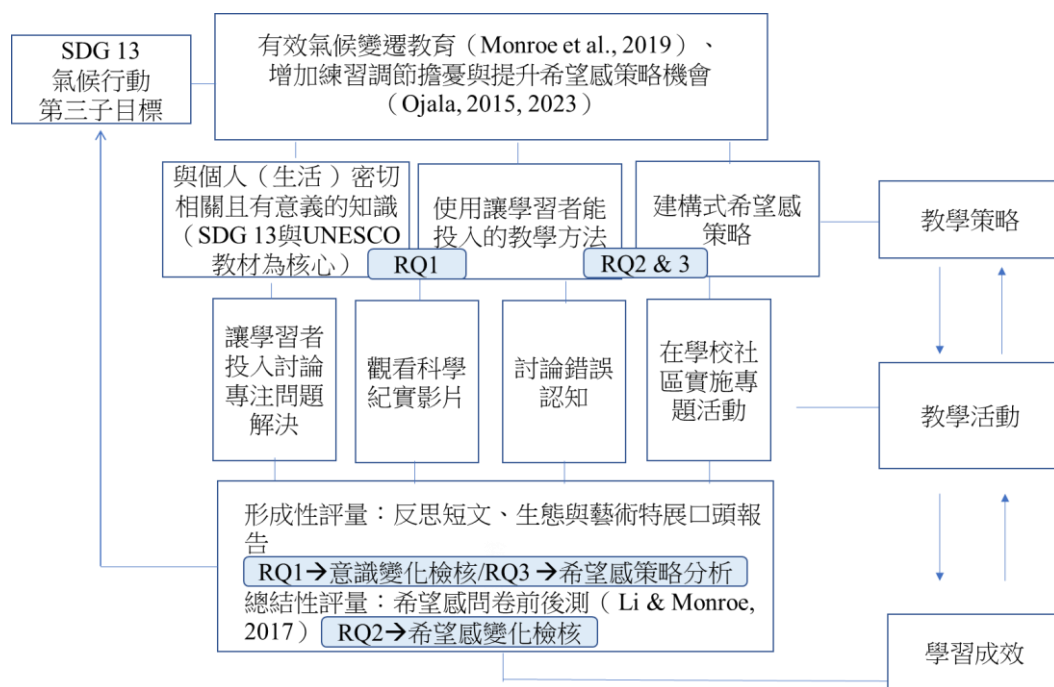 SDG 13
氣候行動
第三子目標
有效氣候變遷教育（Monroe et al., 2019）、
增加練習調節擔憂與提升希望感策略機會
（Ojala, 2015, 2023）
與個人（生活）密切
相關且有意義的知識
（SDG 13與UNESCO
教材為核心）
RQ1
使用讓學習者能
投入的教學方法
RQ2 & 3
建構式希望感
策略
教學策略
讓學習者
投入討論
專注問題
解決
觀看科學
紀實影片
討論錯誤
認知
在學校社
區實施專
題活動
教學活動
形成性評量：反思短文、生態與藝術特展口頭報
告
RQ1→意識變化檢核/RQ3→希望感策略分析
總結性評量：希望感問卷前後測（Li & Monroe,
2017）
RQ2→希望感變化檢核
學習成效